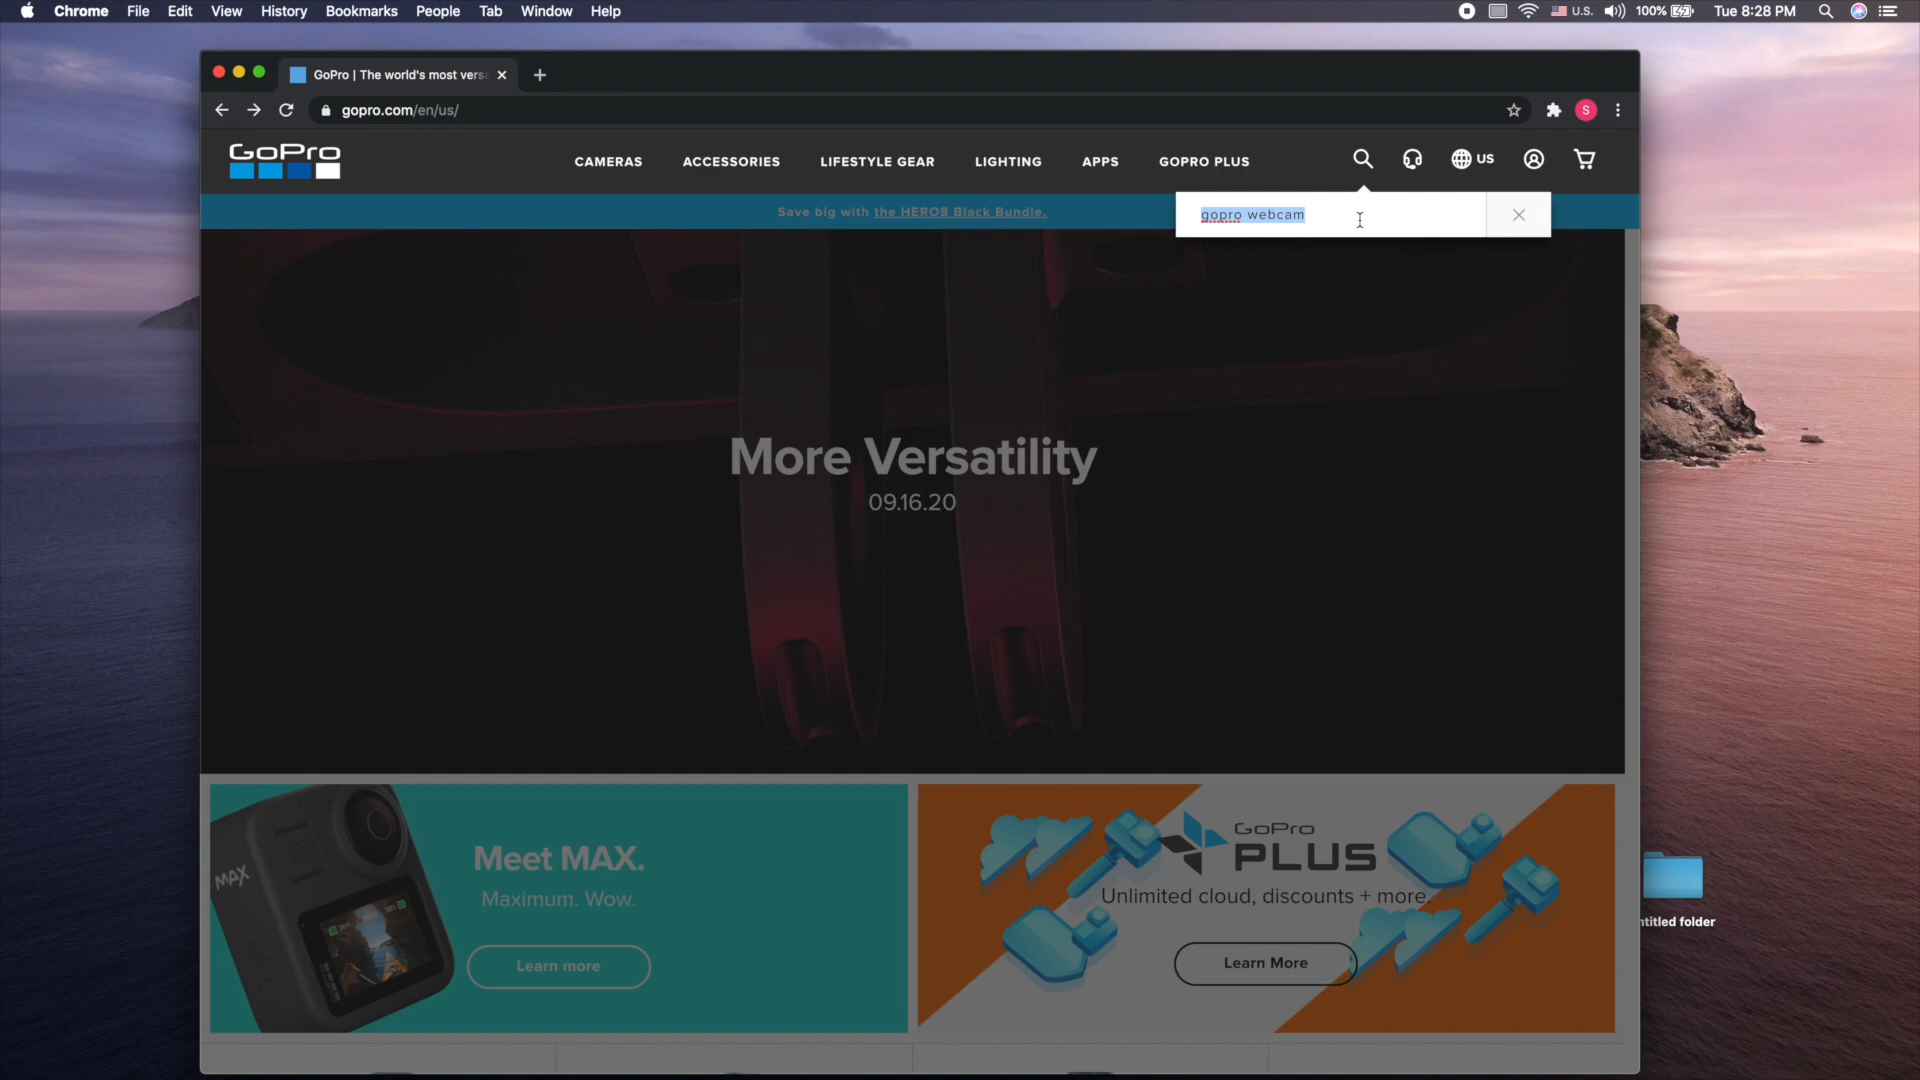 Chrome File Edit View History Bookmarks People Tab Window Help
U.S. 100% Tue 8:28 PM
GoPro | The world's most vers
gopro.com/en/us/ S
GoPro CAMERAS ACCESSORIES LIFESTYLE GEAR LIGHTING APPS GOPRO PLUS US
Save big with the HERO8 Black Bundle.
gopro webcam
More Versatility
09.16.20
MAX
Meet MAX.
Maximum. Wow.
Learn more
GoPro
PLUS
Unlimited cloud, discounts + more.
Learn More
ntitled folder